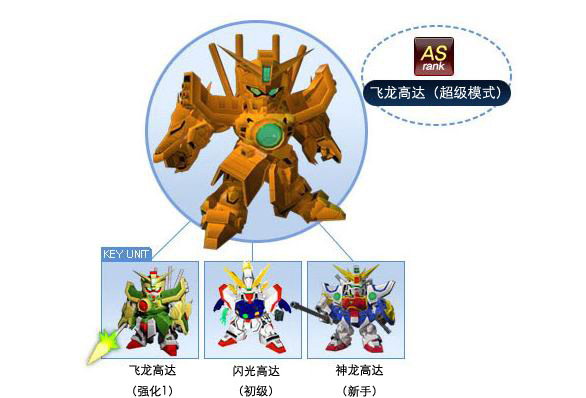 AS
rank
飞龙高达（超级模式）
KEY UNIT
飞龙高达
（强化1）
闪光高达
（初级）
神龙高达
（新手）